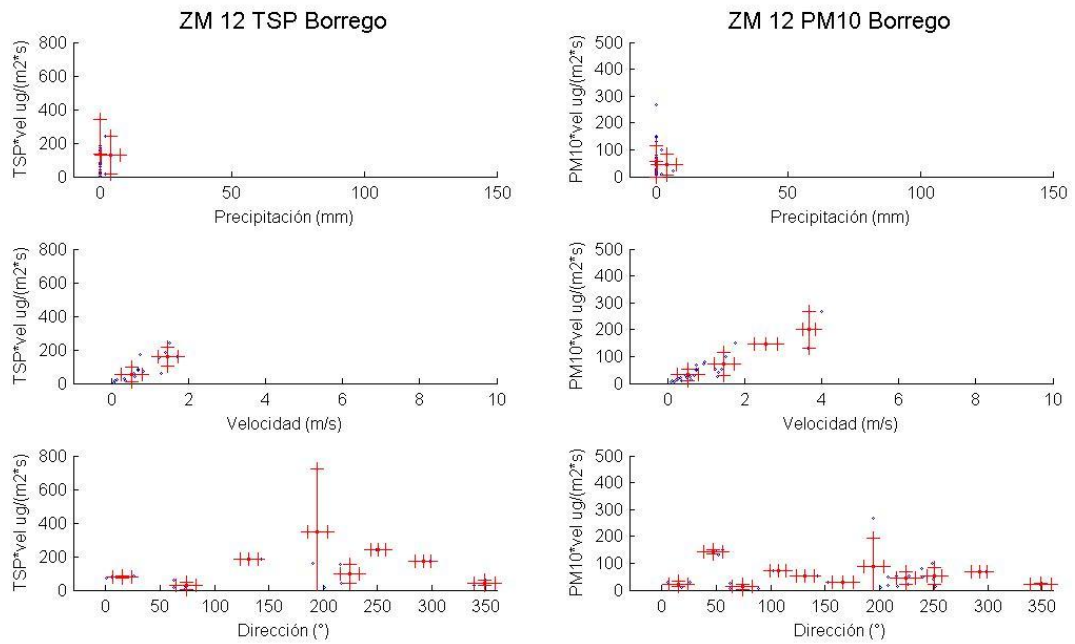 ZM 12 TSP Borrego
800
600
400
200
0
TSP*vel ug/(m2*s)
0 50 100 150
Precipitación (mm)
ZM 12 PM10 Borrego
500
400
300
200
100
0
PM10*vel ug/(m2*s)
0 50 100 150
Precipitación (mm)
800
600
400
200
0
TSP*vel ug/(m2*s)
0 2 4 6 8 10
Velocidad (m/s)
500
400
300
200
100
0
PM10*vel ug/(m2*s)
0 2 4 6 8 10
Velocidad (m/s)
800
600
400
200
0
TSP*vel ug/(m2*s)
0 50 100 150 200 250 300 350
Dirección (°)
500
400
300
200
100
0
PM10*vel ug/(m2*s)
0 50 100 150 200 250 300 350
Dirección (°)